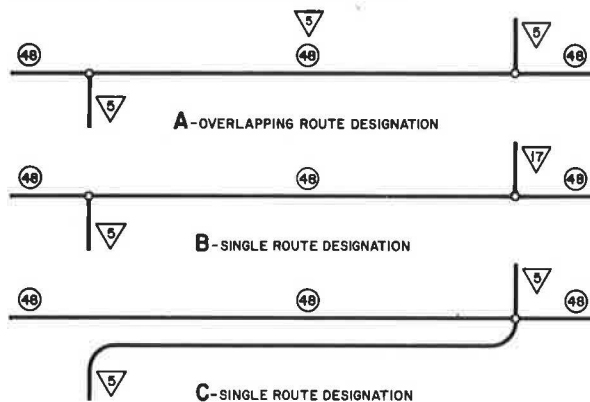 5 5
48 48 48
5
A-OVERLAPPING ROUTE DESIGNATION
17
48 48 48
5
B-SINGLE ROUTE DESIGNATION
5
48 48 48
5
C-SINGLE ROUTE DESIGNATION